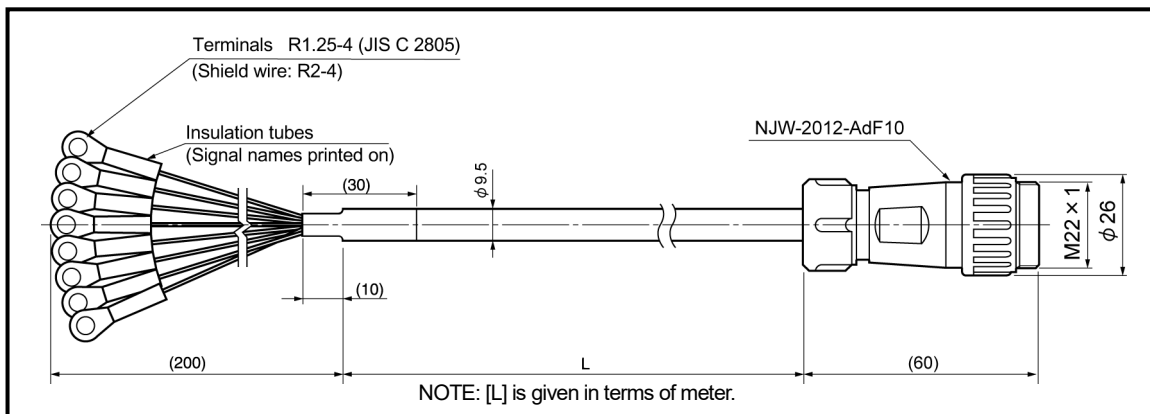 Terminals R1.25-4 (JIS C 2805)
(Shield wire: R2-4)
Insulation tubes
(Signal names printed on)
NJW-2012-AdF10
(30)
φ9.5
M22 × 1
φ26
(10)
(200)
L
(60)
NOTE: [L] is given in terms of meter.